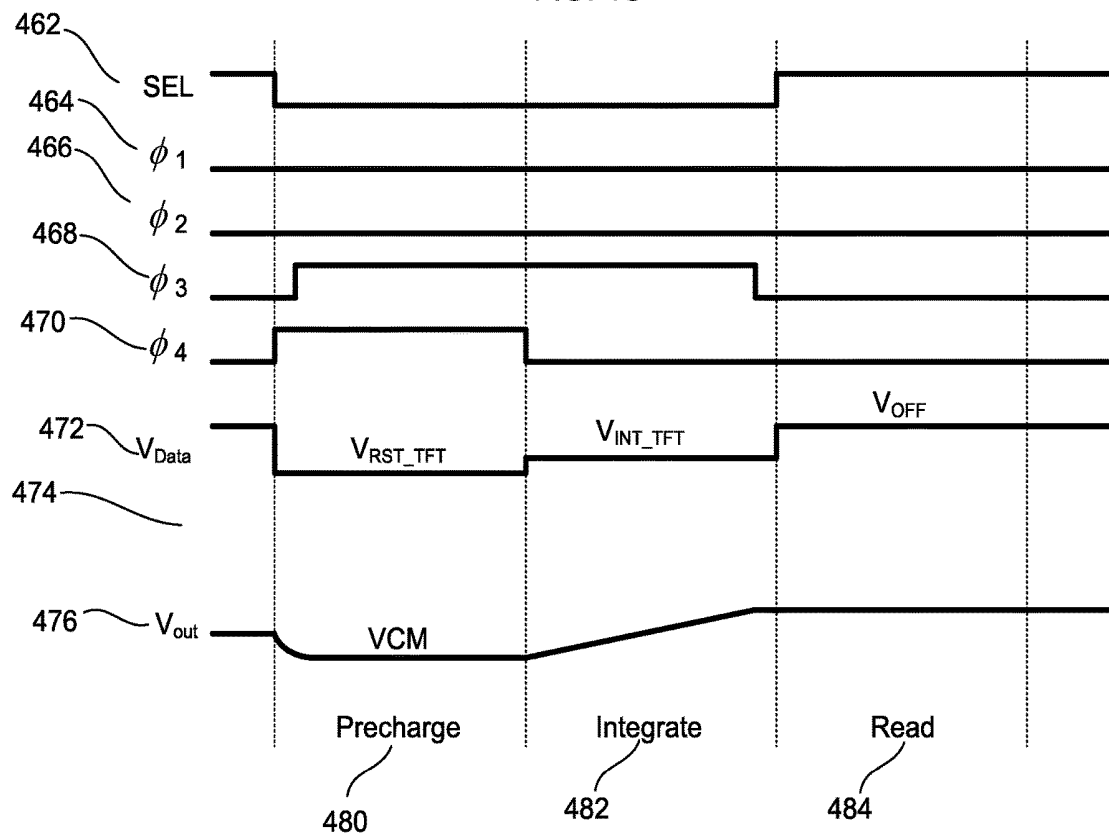 462
SEL
464
ϕ1
466
ϕ2
468
ϕ3
470
ϕ4
VOFF
472
VData
VRST_TFT
VINT_TFT
474
476
Vout
VCM
Precharge
Integrate
Read
480
482
484